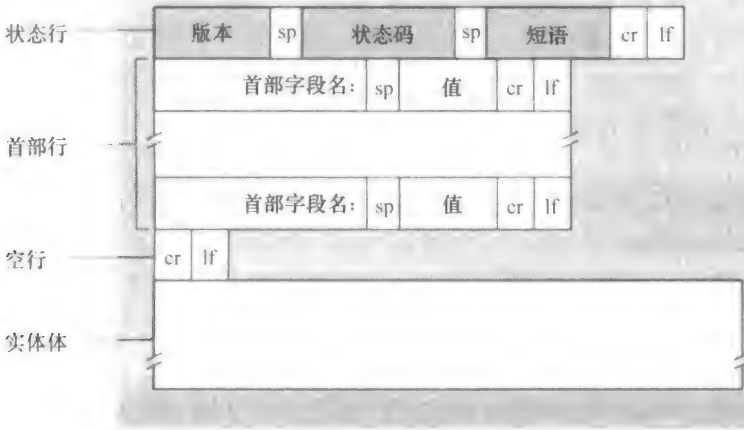 状态行 版本 sp 状态码 sp 短语 cr lf
首部字段名： sp 值 cr lf
首部行
首部字段名： sp 值 cr lf
空行 cr lf
实体体